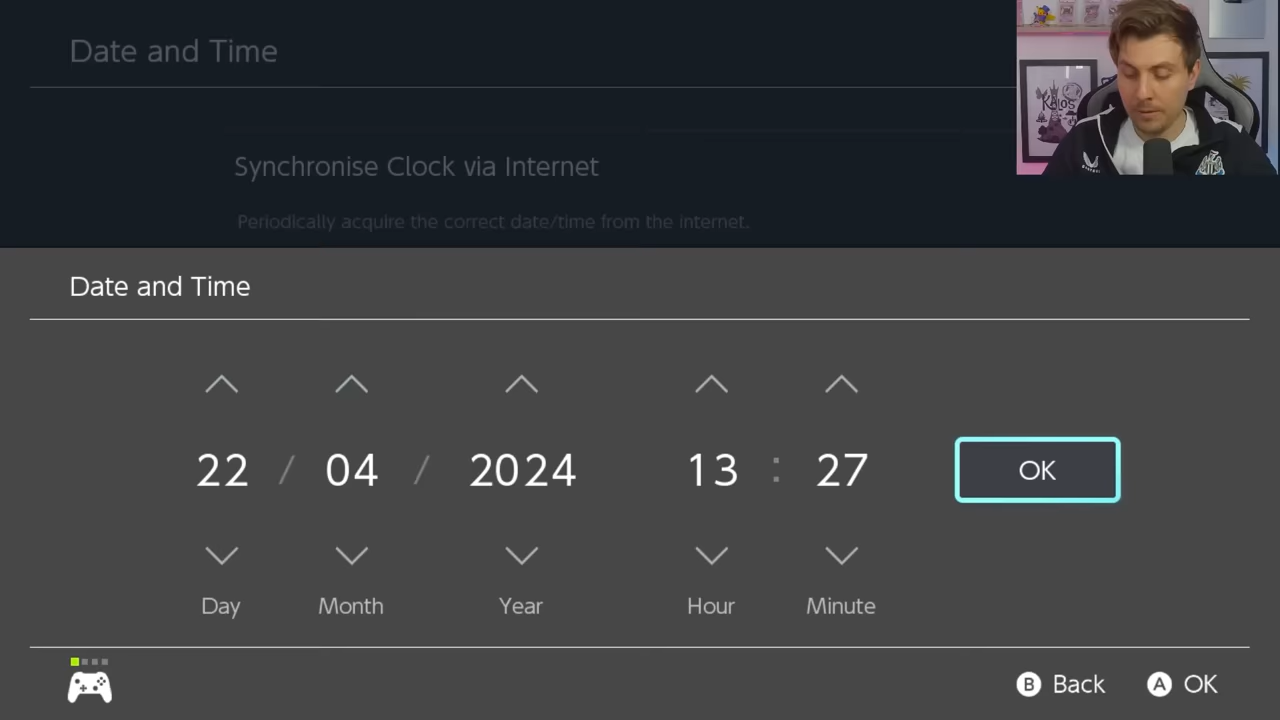 Date and Time
Kalos
Synchronise Clock via Internet
Periodically acquire the correct date/time from the internet.
Date and Time
22 / 04 / 2024 13 : 27
OK
Day Month Year Hour Minute
B Back A OK